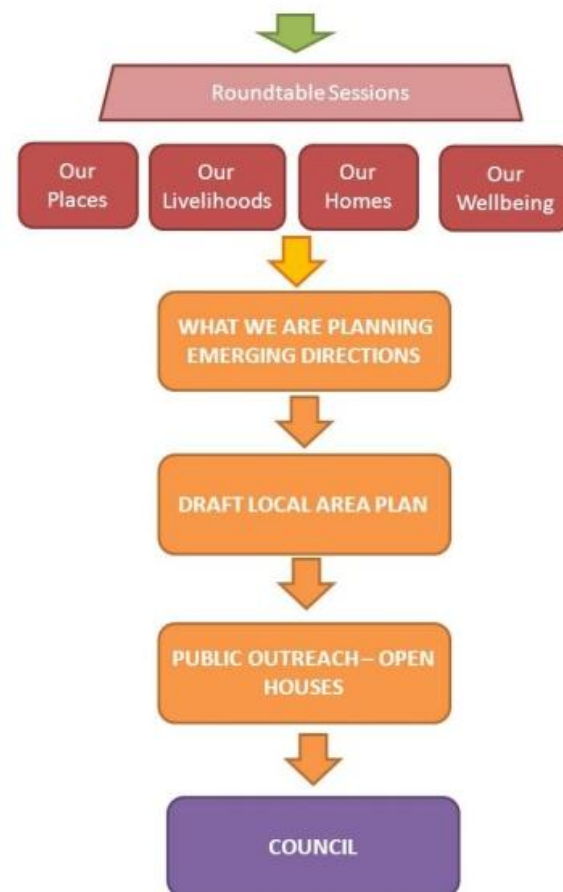 Roundtable Sessions
Our
Places
Our
Livelihoods
Our
Homes
Our
Wellbeing
WHAT WE ARE PLANNING
EMERGING DIRECTIONS
DRAFT LOCAL AREA PLAN
PUBLIC OUTREACH – OPEN
HOUSES
COUNCIL